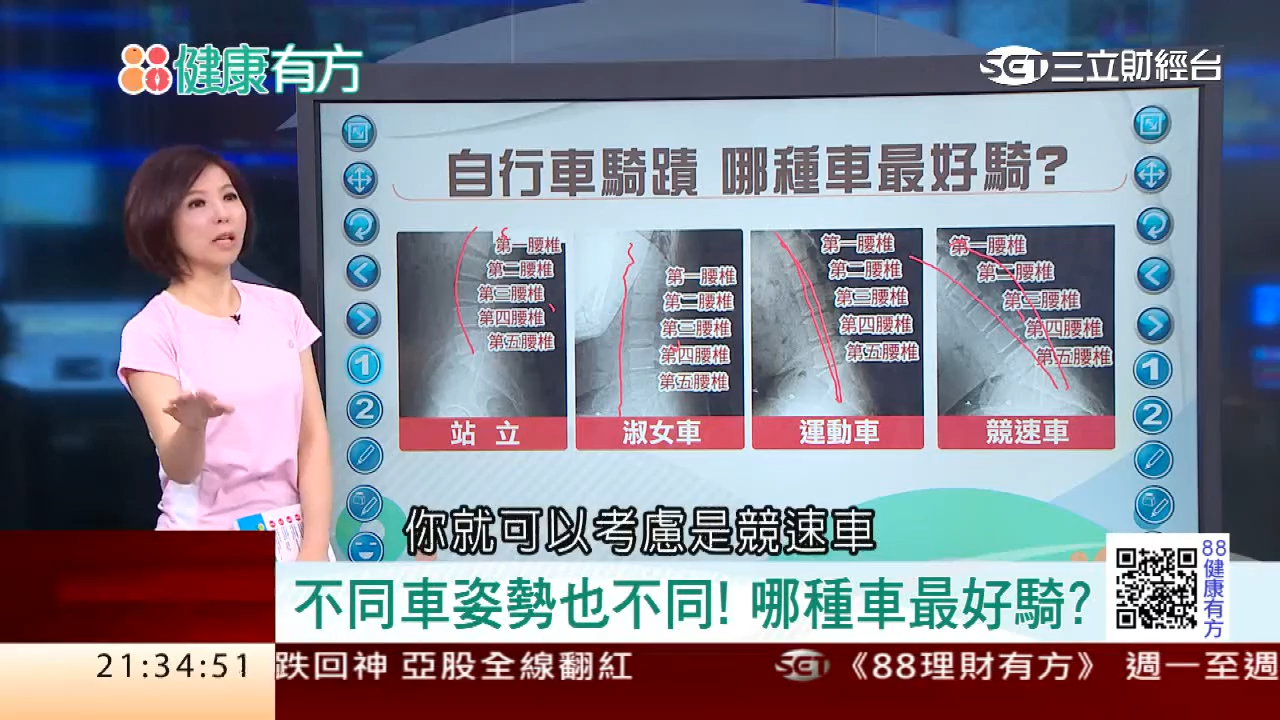 88健康有方
SET三立財經台
自行車騎蹟 哪種車最好騎?
第一腰椎
第二腰椎
第三腰椎
第四腰椎
第五腰椎
站 立
第一腰椎
第二腰椎
第三腰椎
第四腰椎
第五腰椎
淑女車
第一腰椎
第二腰椎
第三腰椎
第四腰椎
第五腰椎
運動車
第一腰椎
第二腰椎
第三腰椎
第四腰椎
第五腰椎
競速車
1
2
1
2
你就可以考慮是競速車
不同車姿勢也不同! 哪種車最好騎?
88健康有方
21:34:51
跌回神 亞股全線翻紅
SET《88理財有方》 週一至週